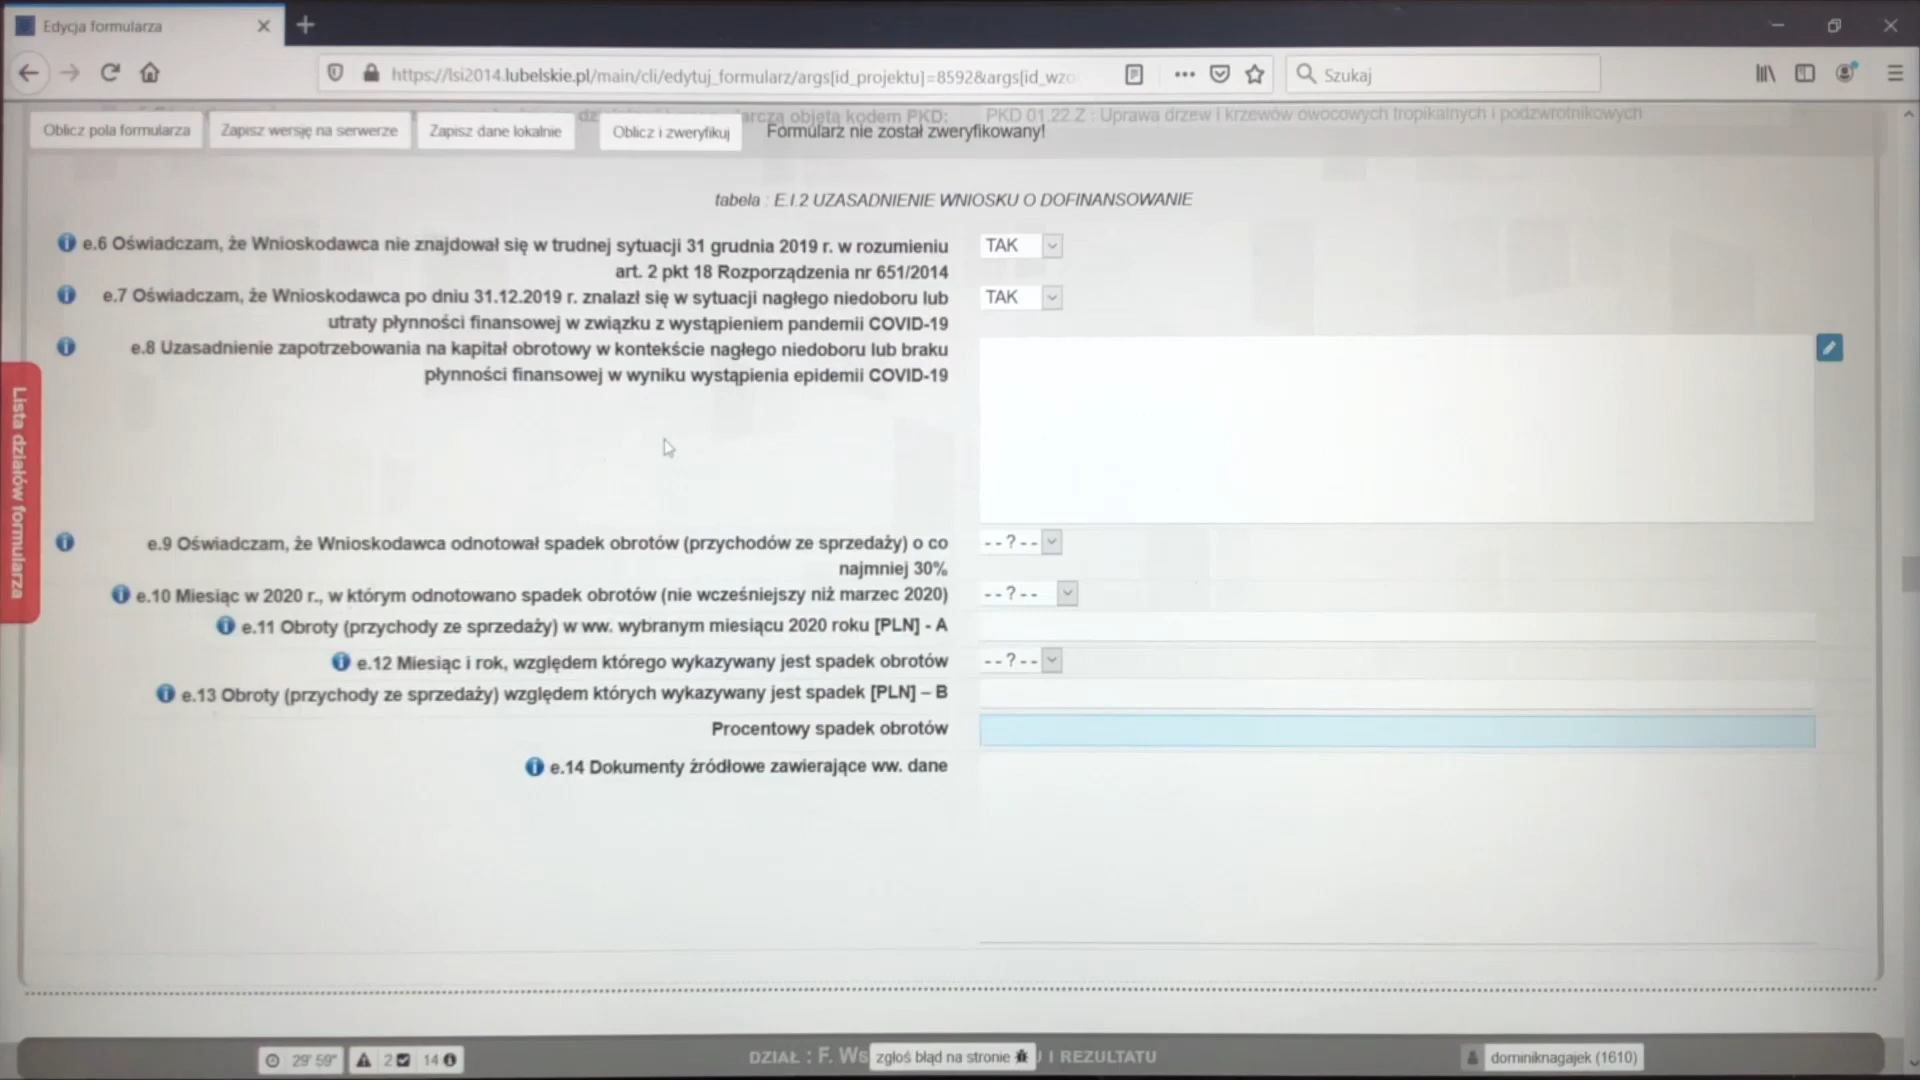 Edycja formularza
https://lsi2014.lubelskie.pl/main/cli/edytuj_formularz/args[id_projektu]=8592&args[id_wzo
Szukaj
arczą objętą kodem PKD: PKD 01.22.Z : Uprawa drzew i krzewów owocowych tropikalnych i podzwrotnikowych
Oblicz pola formularza Zapisz wersję na serwerze Zapisz dane lokalnie Oblicz i zweryfikuj Formularz nie został zweryfikowany!
tabela : E.I.2 UZASADNIENIE WNIOSKU O DOFINANSOWANIE
e.6 Oświadczam, że Wnioskodawca nie znajdował się w trudnej sytuacji 31 grudnia 2019 r. w rozumieniu TAK
art. 2 pkt 18 Rozporządzenia nr 651/2014
e.7 Oświadczam, że Wnioskodawca po dniu 31.12.2019 r. znalazł się w sytuacji nagłego niedoboru lub TAK
utraty płynności finansowej w związku z wystąpieniem pandemii COVID-19
e.8 Uzasadnienie zapotrzebowania na kapitał obrotowy w kontekście nagłego niedoboru lub braku
płynności finansowej w wyniku wystąpienia epidemii COVID-19
Lista działów formularza
e.9 Oświadczam, że Wnioskodawca odnotował spadek obrotów (przychodów ze sprzedaży) o co --?--
najmniej 30%
e.10 Miesiąc w 2020 r., w którym odnotowano spadek obrotów (nie wcześniejszy niż marzec 2020) --?--
e.11 Obroty (przychody ze sprzedaży) w ww. wybranym miesiącu 2020 roku [PLN] - A
e.12 Miesiąc i rok, względem którego wykazywany jest spadek obrotów --?--
e.13 Obroty (przychody ze sprzedaży) względem których wykazywany jest spadek [PLN] – B
Procentowy spadek obrotów
e.14 Dokumenty źródłowe zawierające ww. dane
29' 59" 2 14 DZIAŁ : F. Ws zgłoś błąd na stronie I REZULTATU dominiknagajek (1610)